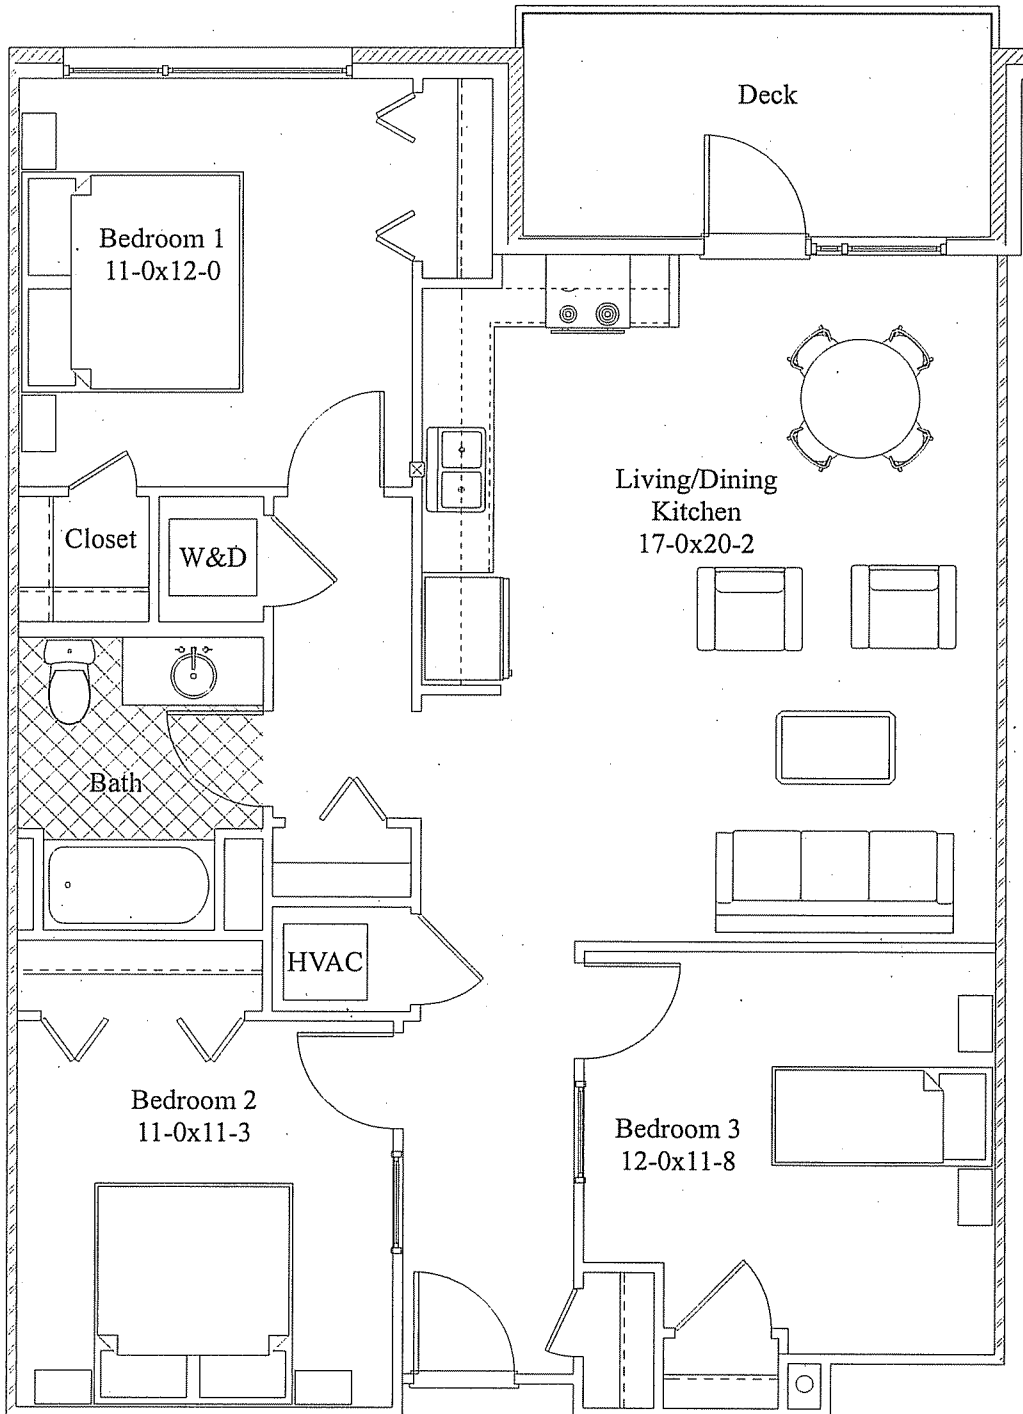 Deck
Bedroom 1
11-0x12-0
Living/Dining
Kitchen
17-0x20-2
Closet
W&D
Bath
HVAC
Bedroom 2
11-0x11-3
Bedroom 3
12-0x11-8